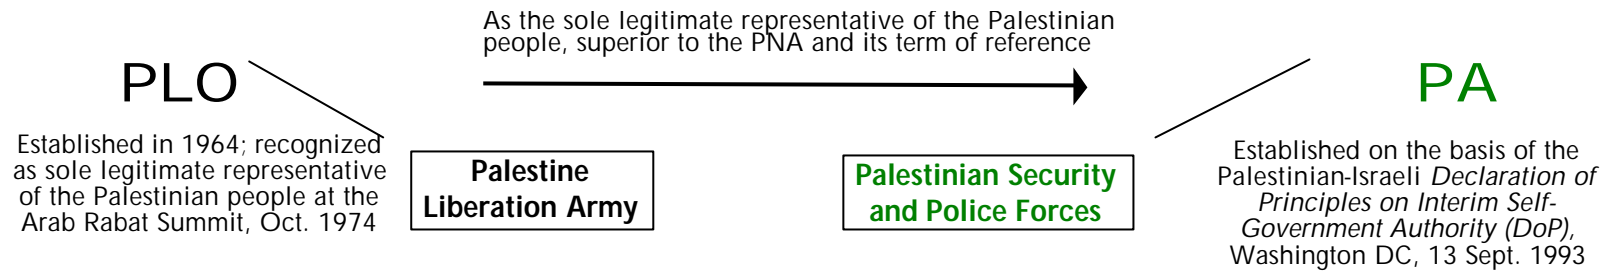 As the sole legitimate representative of the Palestinian
people, superior to the PNA and its term of reference
PLO
Established in 1964; recognized
as sole legitimate representative
of the Palestinian people at the
Arab Rabat Summit, Oct. 1974
Palestine
Liberation Army
Palestinian Security
and Police Forces
PA
Established on the basis of the
Palestinian-Israeli Declaration of
Principles on Interim Self-
Government Authority (DoP),
Washington DC, 13 Sept. 1993